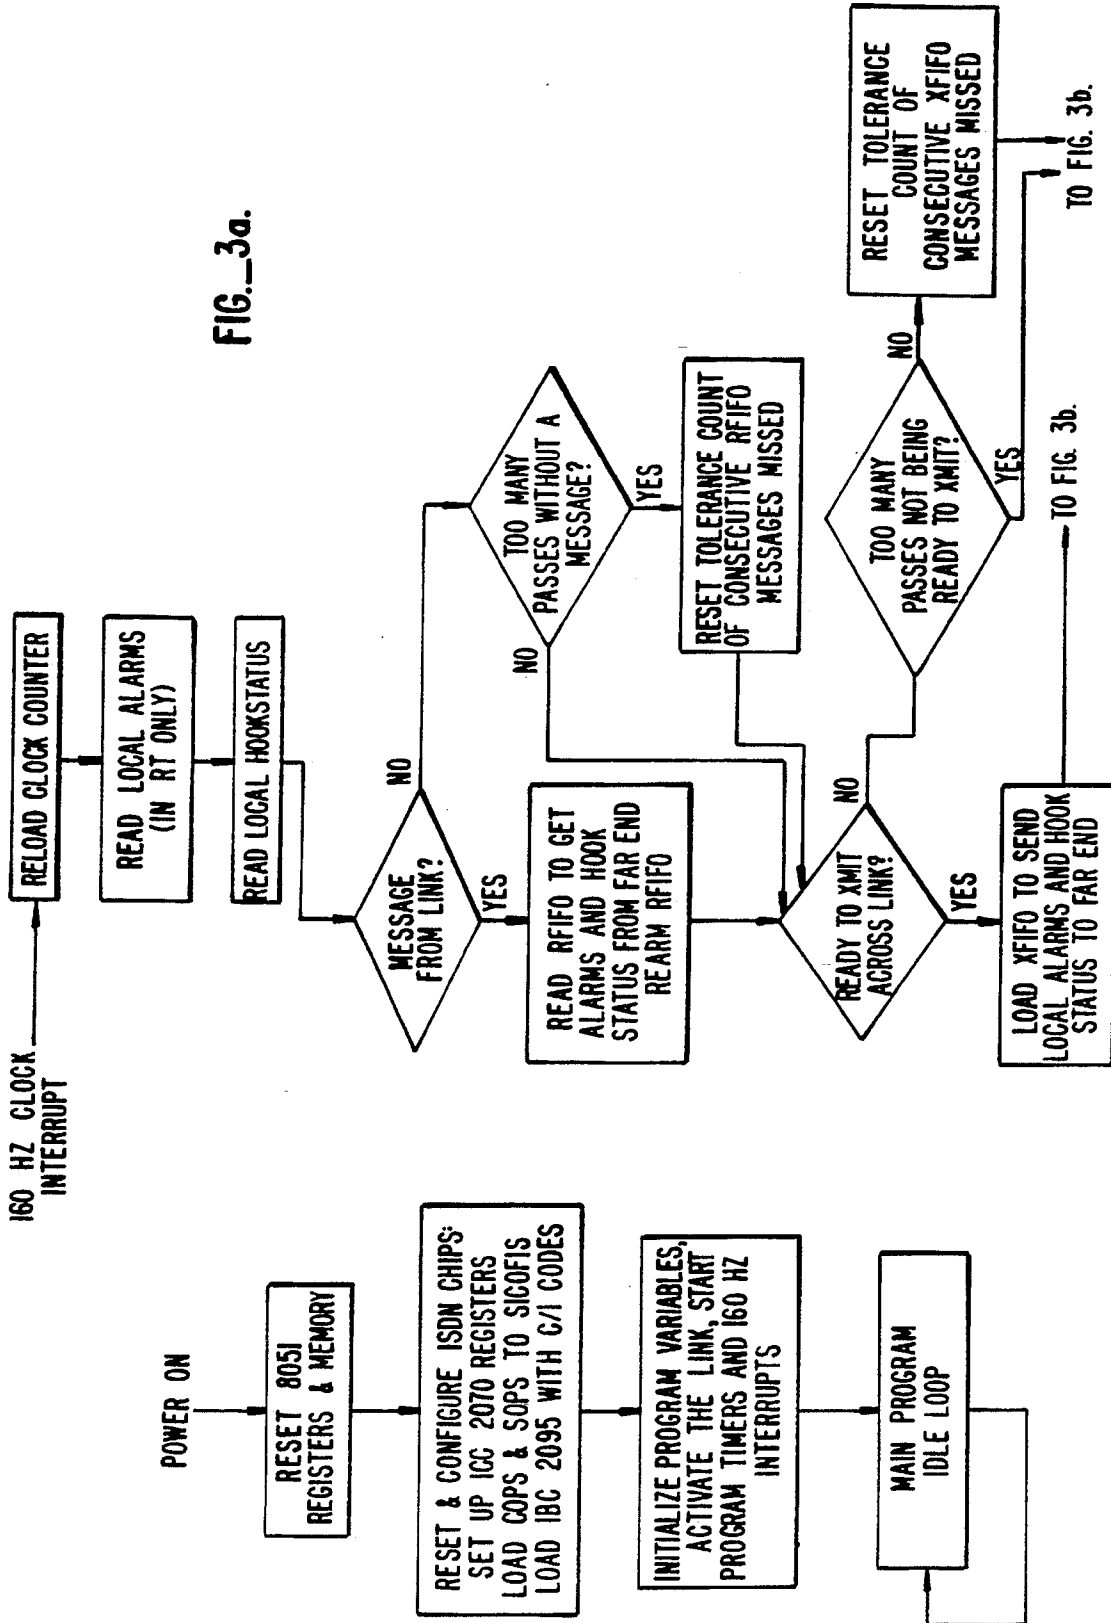 FIG._3a.
POWER ON
RESET 8051
REGISTERS & MEMORY
RESET & CONFIGURE ISDN CHIPS:
SET UP ICC 2070 REGISTERS
LOAD COPS & SOPS TO SICOFIS
LOAD IBC 2095 WITH C/I CODES
INITIALIZE PROGRAM VARIABLES,
ACTIVATE THE LINK, START
PROGRAM TIMERS AND 160 HZ
INTERRUPTS
MAIN PROGRAM
IDLE LOOP
160 HZ CLOCK
INTERRUPT
RELOAD CLOCK COUNTER
READ LOCAL ALARMS
(IN RT ONLY)
READ LOCAL HOOKSTATUS
MESSAGE
FROM LINK?
NO
YES
TOO MANY
PASSES WITHOUT A
MESSAGE?
NO
YES
READ RFIFO TO GET
ALARMS AND HOOK
STATUS FROM FAR END
REARM RFIFO
RESET TOLERANCE COUNT
OF CONSECUTIVE RFIFO
MESSAGES MISSED
READY TO XMIT
ACROSS LINK?
NO
YES
TOO MANY
PASSES NOT BEING
READY TO XMIT?
NO
YES
RESET TOLERANCE
COUNT OF
CONSECUTIVE XFIFO
MESSAGES MISSED
TO FIG. 3b.
LOAD XFIFO TO SEND
LOCAL ALARMS AND HOOK
STATUS TO FAR END
TO FIG. 3b.